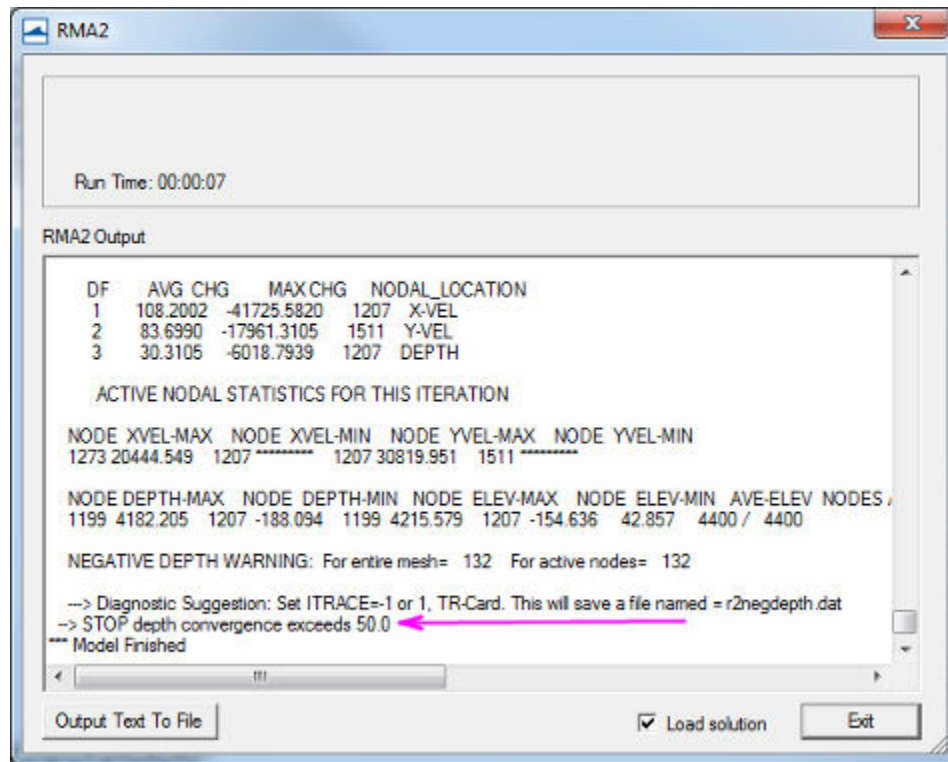 RMA2
Run Time: 00:00:07
RMA2 Output
DF AVG CHG MAX CHG NODAL_LOCATION
1 108.2002 -41725.5820 1207 X-VEL
2 83.6990 -17961.3105 1511 Y-VEL
3 30.3105 -6018.7939 1207 DEPTH
ACTIVE NODAL STATISTICS FOR THIS ITERATION
NODE XVEL-MAX NODE XVEL-MIN NODE YVEL-MAX NODE YVEL-MIN
1273 20444.549 1207 ********** 1207 30819.951 1511 **********
NODE DEPTH-MAX NODE DEPTH-MIN NODE ELEV-MAX NODE ELEV-MIN AVE-ELEV NODES /
1199 4182.205 1207 -188.094 1199 4215.579 1207 -154.636 42.857 4400 / 4400
NEGATIVE DEPTH WARNING: For entire mesh= 132 For active nodes= 132
---> Diagnostic Suggestion: Set ITRACE=-1 or 1, TR-Card. This will save a file named = r2negdepth.dat
--> STOP depth convergence exceeds 50.0
*** Model Finished
Output Text To File
Load solution
Exit